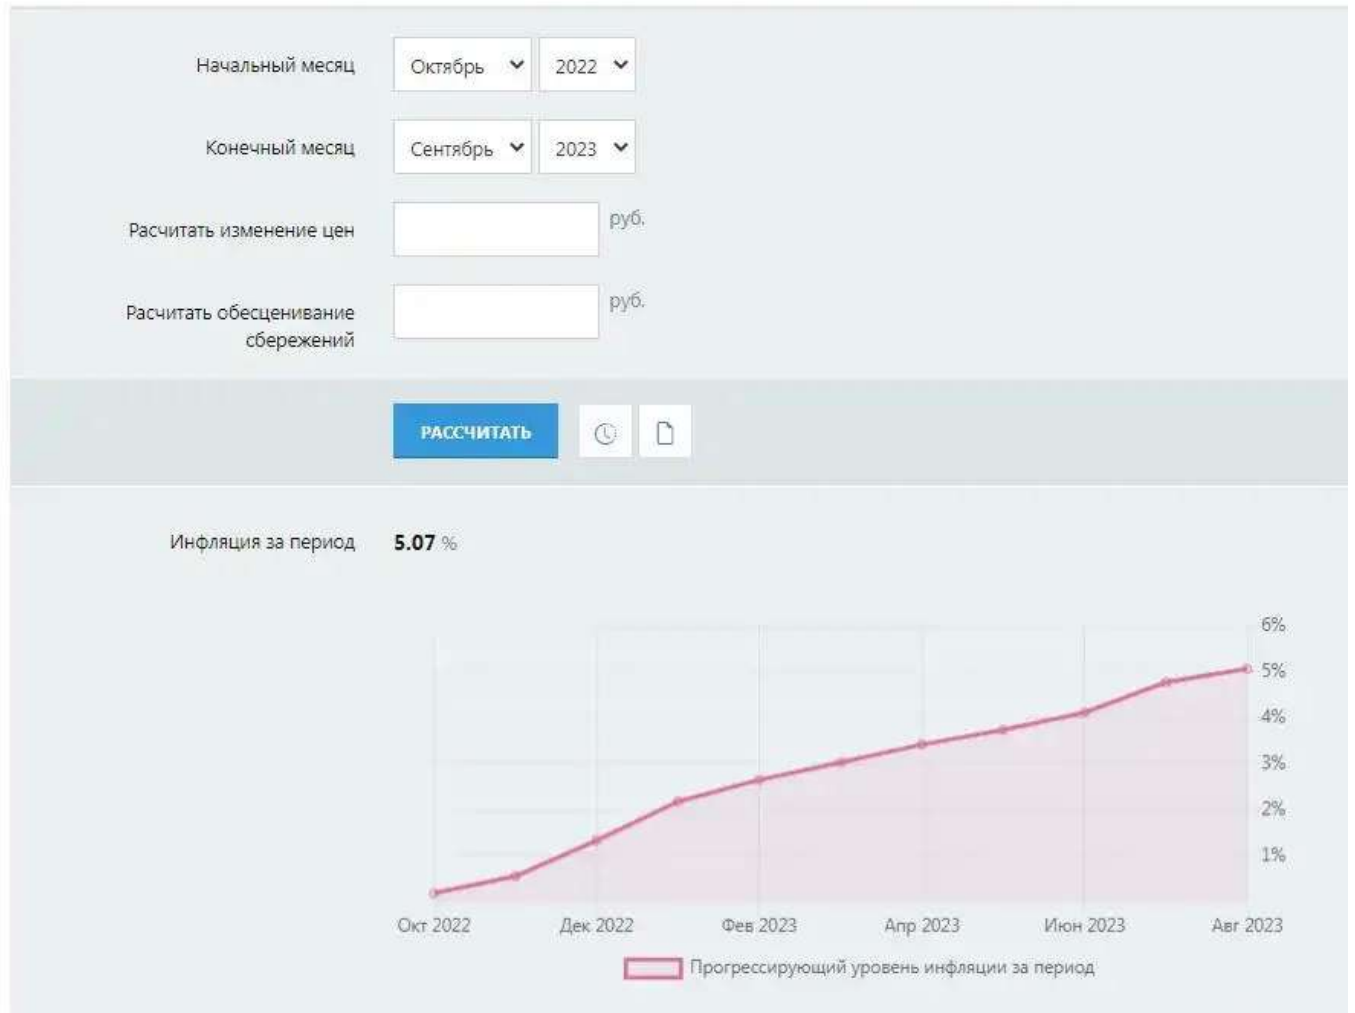 Начальный месяц Октябрь 2022
Конечный месяц Сентябрь 2023
Расчитать изменение цен руб.
Расчитать обесценивание руб.
сбережений
РАССЧИТАТЬ
Инфляция за период 5.07 %
6%
5%
4%
3%
2%
1%
Окт 2022 Дек 2022 Фев 2023 Апр 2023 Июн 2023 Авг 2023
Прогрессирующий уровень инфляции за период